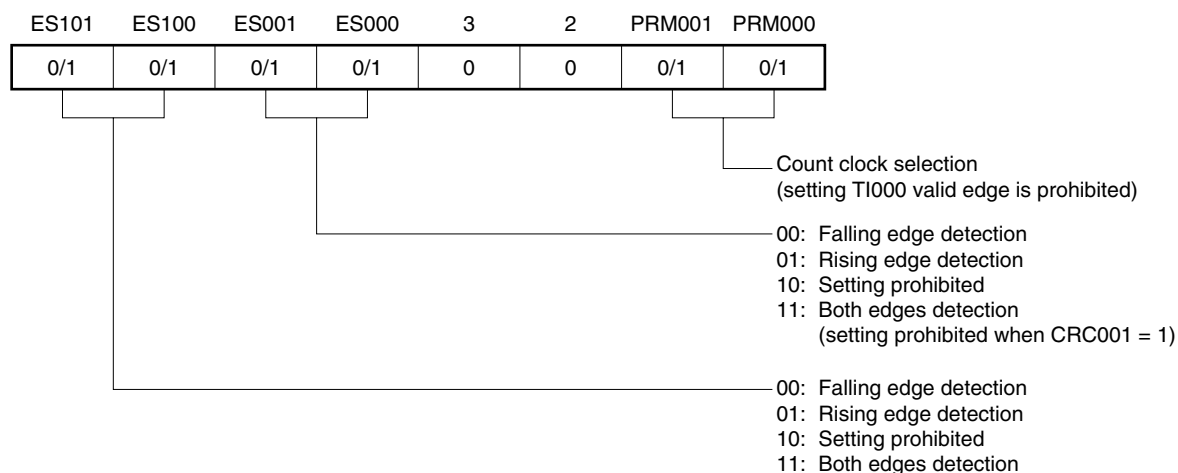 ES101 ES100 ES001 ES000 3 2 PRM001 PRM000
0/1 0/1 0/1 0/1 0 0 0/1 0/1
Count clock selection
(setting TI000 valid edge is prohibited)
00: Falling edge detection
01: Rising edge detection
10: Setting prohibited
11: Both edges detection
(setting prohibited when CRC001 = 1)
00: Falling edge detection
01: Rising edge detection
10: Setting prohibited
11: Both edges detection